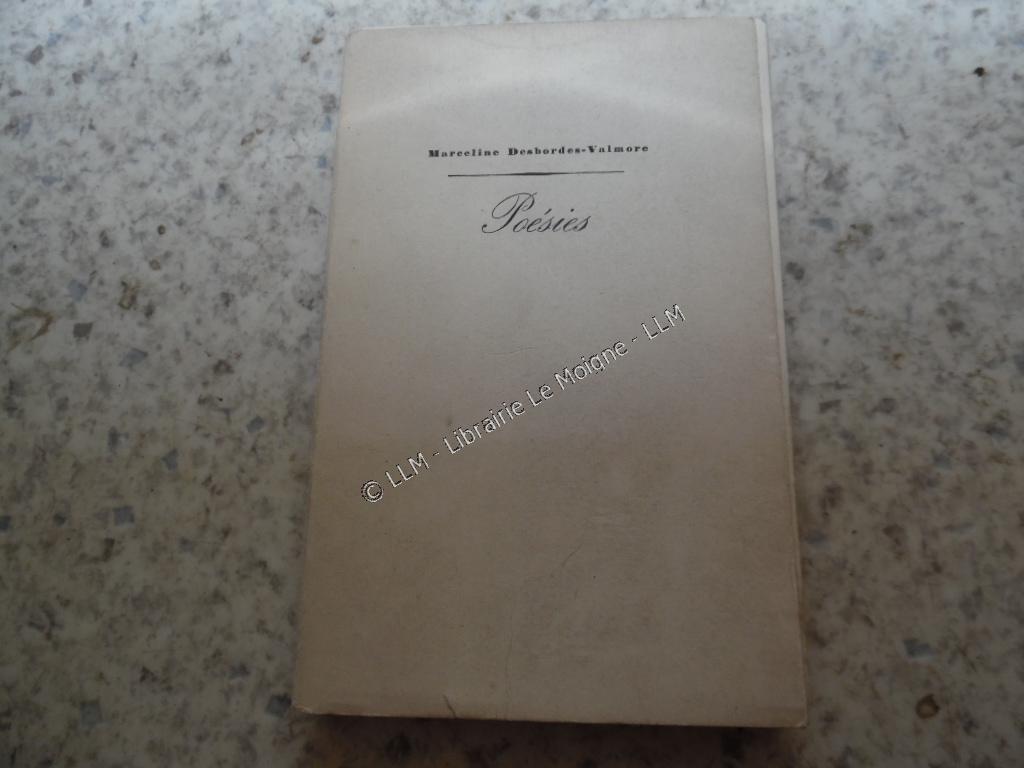 Marceline Desbordes-Valmore
Poésies
© LLM - Librairie Le Moigne - LLM